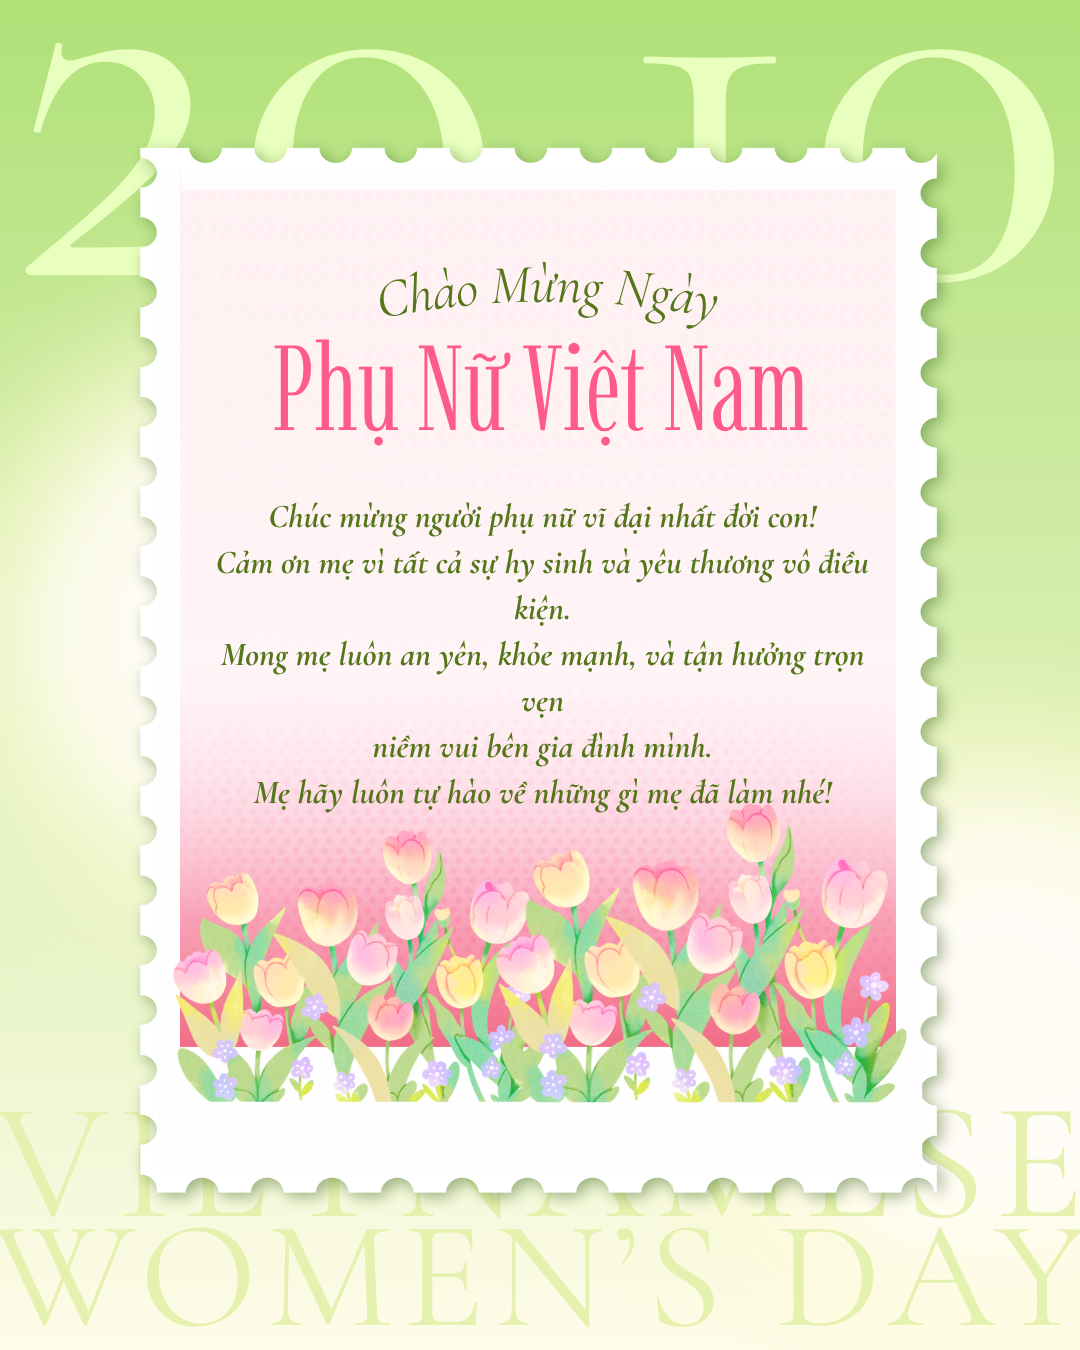 20 10
Chào Mừng Ngày
Phụ Nữ Việt Nam
Chúc mừng người phụ nữ vĩ đại nhất đời con!
Cảm ơn mẹ vì tất cả sự hy sinh và yêu thương vô điều
kiện.
Mong mẹ luôn an yên, khỏe mạnh, và tận hưởng trọn
vẹn
niềm vui bên gia đình mình.
Mẹ hãy luôn tự hào về những gì mẹ đã làm nhé!
VIETNAMESE
WOMEN'S DAY